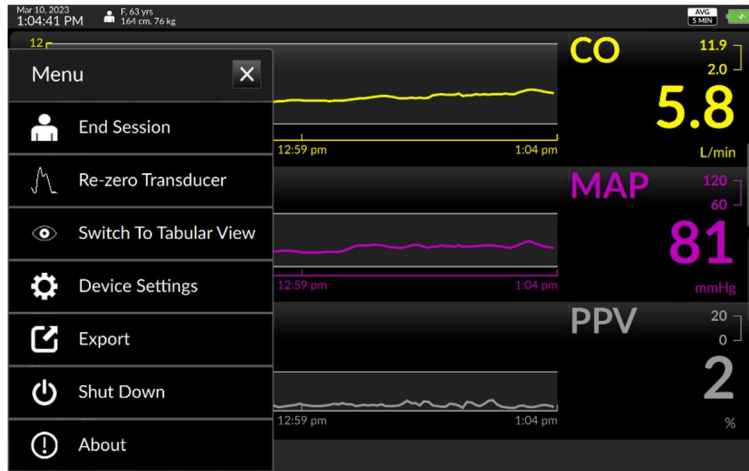 Mar 10, 2023
1:04:41 PM
F, 63 yrs
164 cm, 76 kg
AVG
5 MIN
12
Menu
X
End Session
Re-zero Transducer
Switch To Tabular View
Device Settings
Export
Shut Down
About
12:59 pm
1:04 pm
CO
11.9
2.0
5.8
L/min
12:59 pm
1:04 pm
MAP
120
60
81
mmHg
12:59 pm
1:04 pm
PPV
20
0
2
%